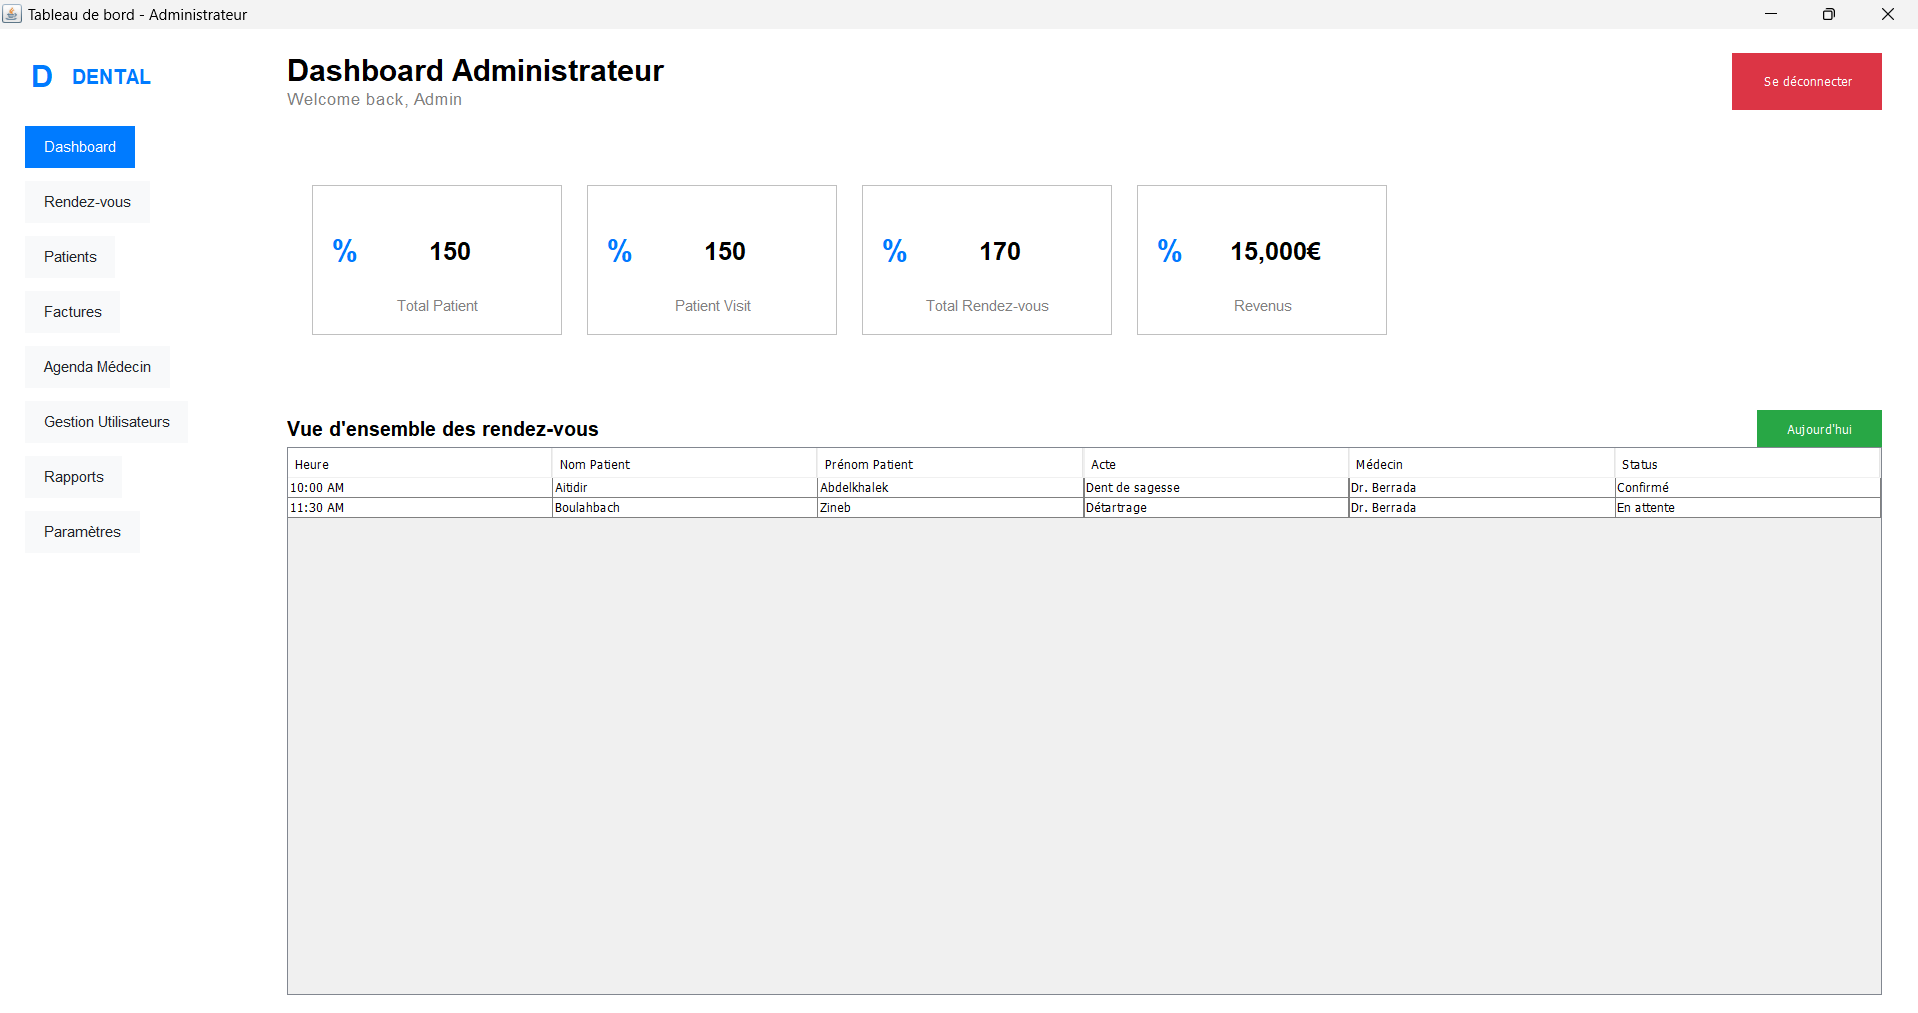 Tableau de bord - Administrateur
D DENTAL
Dashboard
Rendez-vous
Patients
Factures
Agenda Médecin
Gestion Utilisateurs
Rapports
Paramètres
Dashboard Administrateur
Welcome back, Admin
Se déconnecter
% 150
Total Patient
% 150
Patient Visit
% 170
Total Rendez-vous
% 15,000€
Revenus
Vue d'ensemble des rendez-vous
Aujourd'hui
Heure Nom Patient Prénom Patient Acte Médecin Status
10:00 AM Aitidir Abdelkhalek Dent de sagesse Dr. Berrada Confirmé
11:30 AM Boulahbach Zineb Détartrage Dr. Berrada En attente